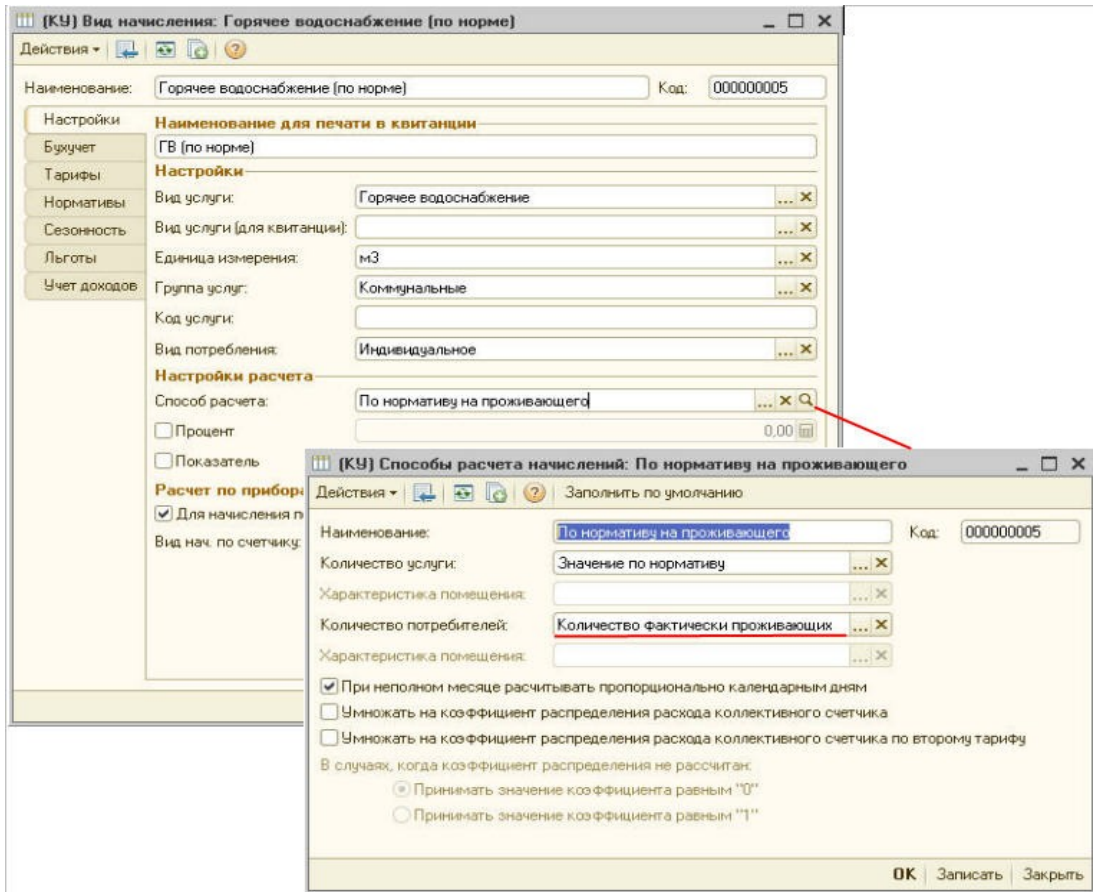 (КУ) Вид начисления: Горячее водоснабжение (по норме)
Действия
Наименование: Горячее водоснабжение (по норме) Код: 000000005
Настройки
Бухучет
Тарифы
Нормативы
Сезонность
Льготы
Учет доходов
Наименование для печати в квитанции
ГВ (по норме)
Настройки
Вид услуги: Горячее водоснабжение ...
Вид услуги (для квитанции): ...
Единица измерения: м3 ...
Группа услуг: Коммунальные ...
Код услуги:
Вид потребления: Индивидуальное ...
Настройки расчета
Способ расчета: По нормативу на проживающего ...
Процент 0,00
Показатель
Расчет по прибора
Для начисления п
Вид нач. по счетчику:
(КУ) Способы расчета начислений: По нормативу на проживающего
Действия Заполнить по умолчанию
Наименование: По нормативу на проживающего Код: 000000005
Количество услуги: Значение по нормативу ...
Характеристика помещения: ...
Количество потребителей: Количество фактически проживающих ...
Характеристика помещения: ...
При неполном месяце расчитывать пропорционально календарным дням
Умножать на коэффициент распределения расхода коллективного счетчика
Умножать на коэффициент распределения расхода коллективного счетчика по второму тарифу
В случаях, когда коэффициент распределения не рассчитан:
Принимать значение коэффициента равным "0"
Принимать значение коэффициента равным "1"
ОК Записать Закрыть